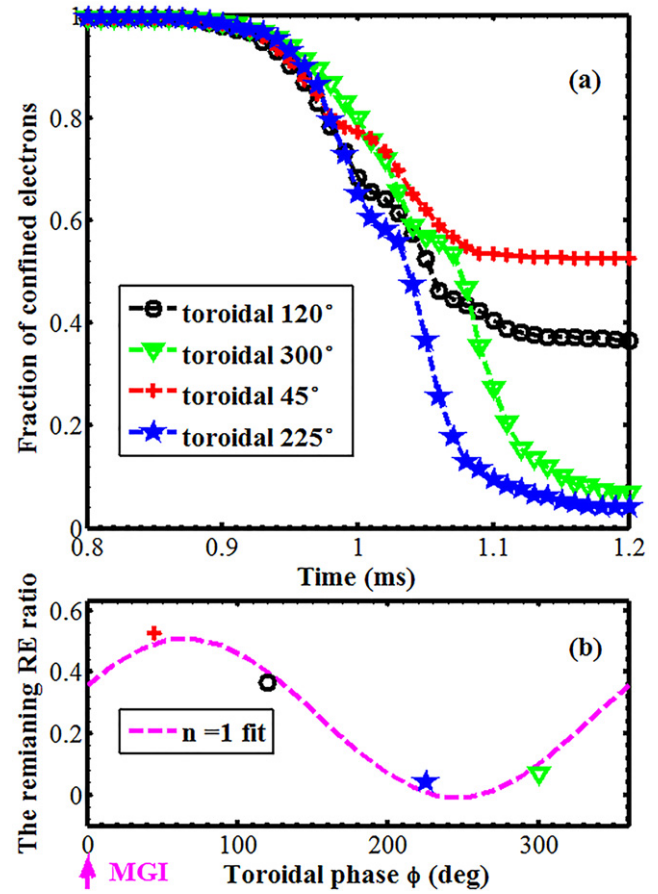 1
(a)
0.8
0.6
0.4
0.2
0
Fraction of confined electrons
toroidal 120°
toroidal 300°
toroidal 45°
toroidal 225°
0.8
0.9
1
1.1
1.2
Time (ms)
0.6
(b)
0.4
0.2
0
The remianing RE ratio
n =1 fit
0
100
200
300
MGI
Toroidal phase ϕ (deg)